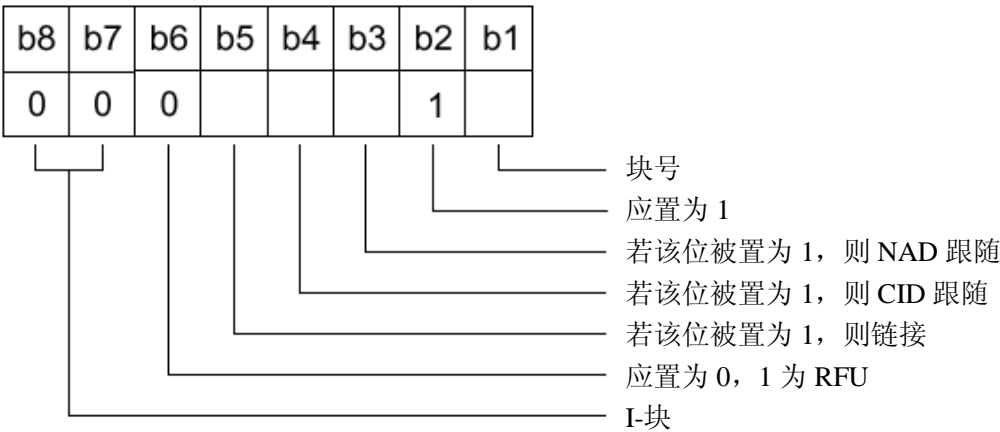 b8 b7 b6 b5 b4 b3 b2 b1
0 0 0 1
块号
应置为 1
若该位被置为 1，则 NAD 跟随
若该位被置为 1，则 CID 跟随
若该位被置为 1，则链接
应置为 0，1 为 RFU
I-块